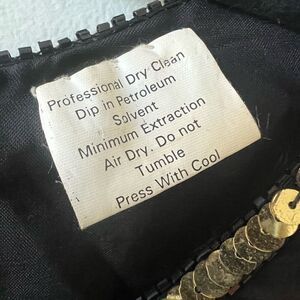 Professional Dry Clean
Dip in Petroleum
Solvent
Minimum Extraction
Air Dry. Do not
Tumble
Press With Cool